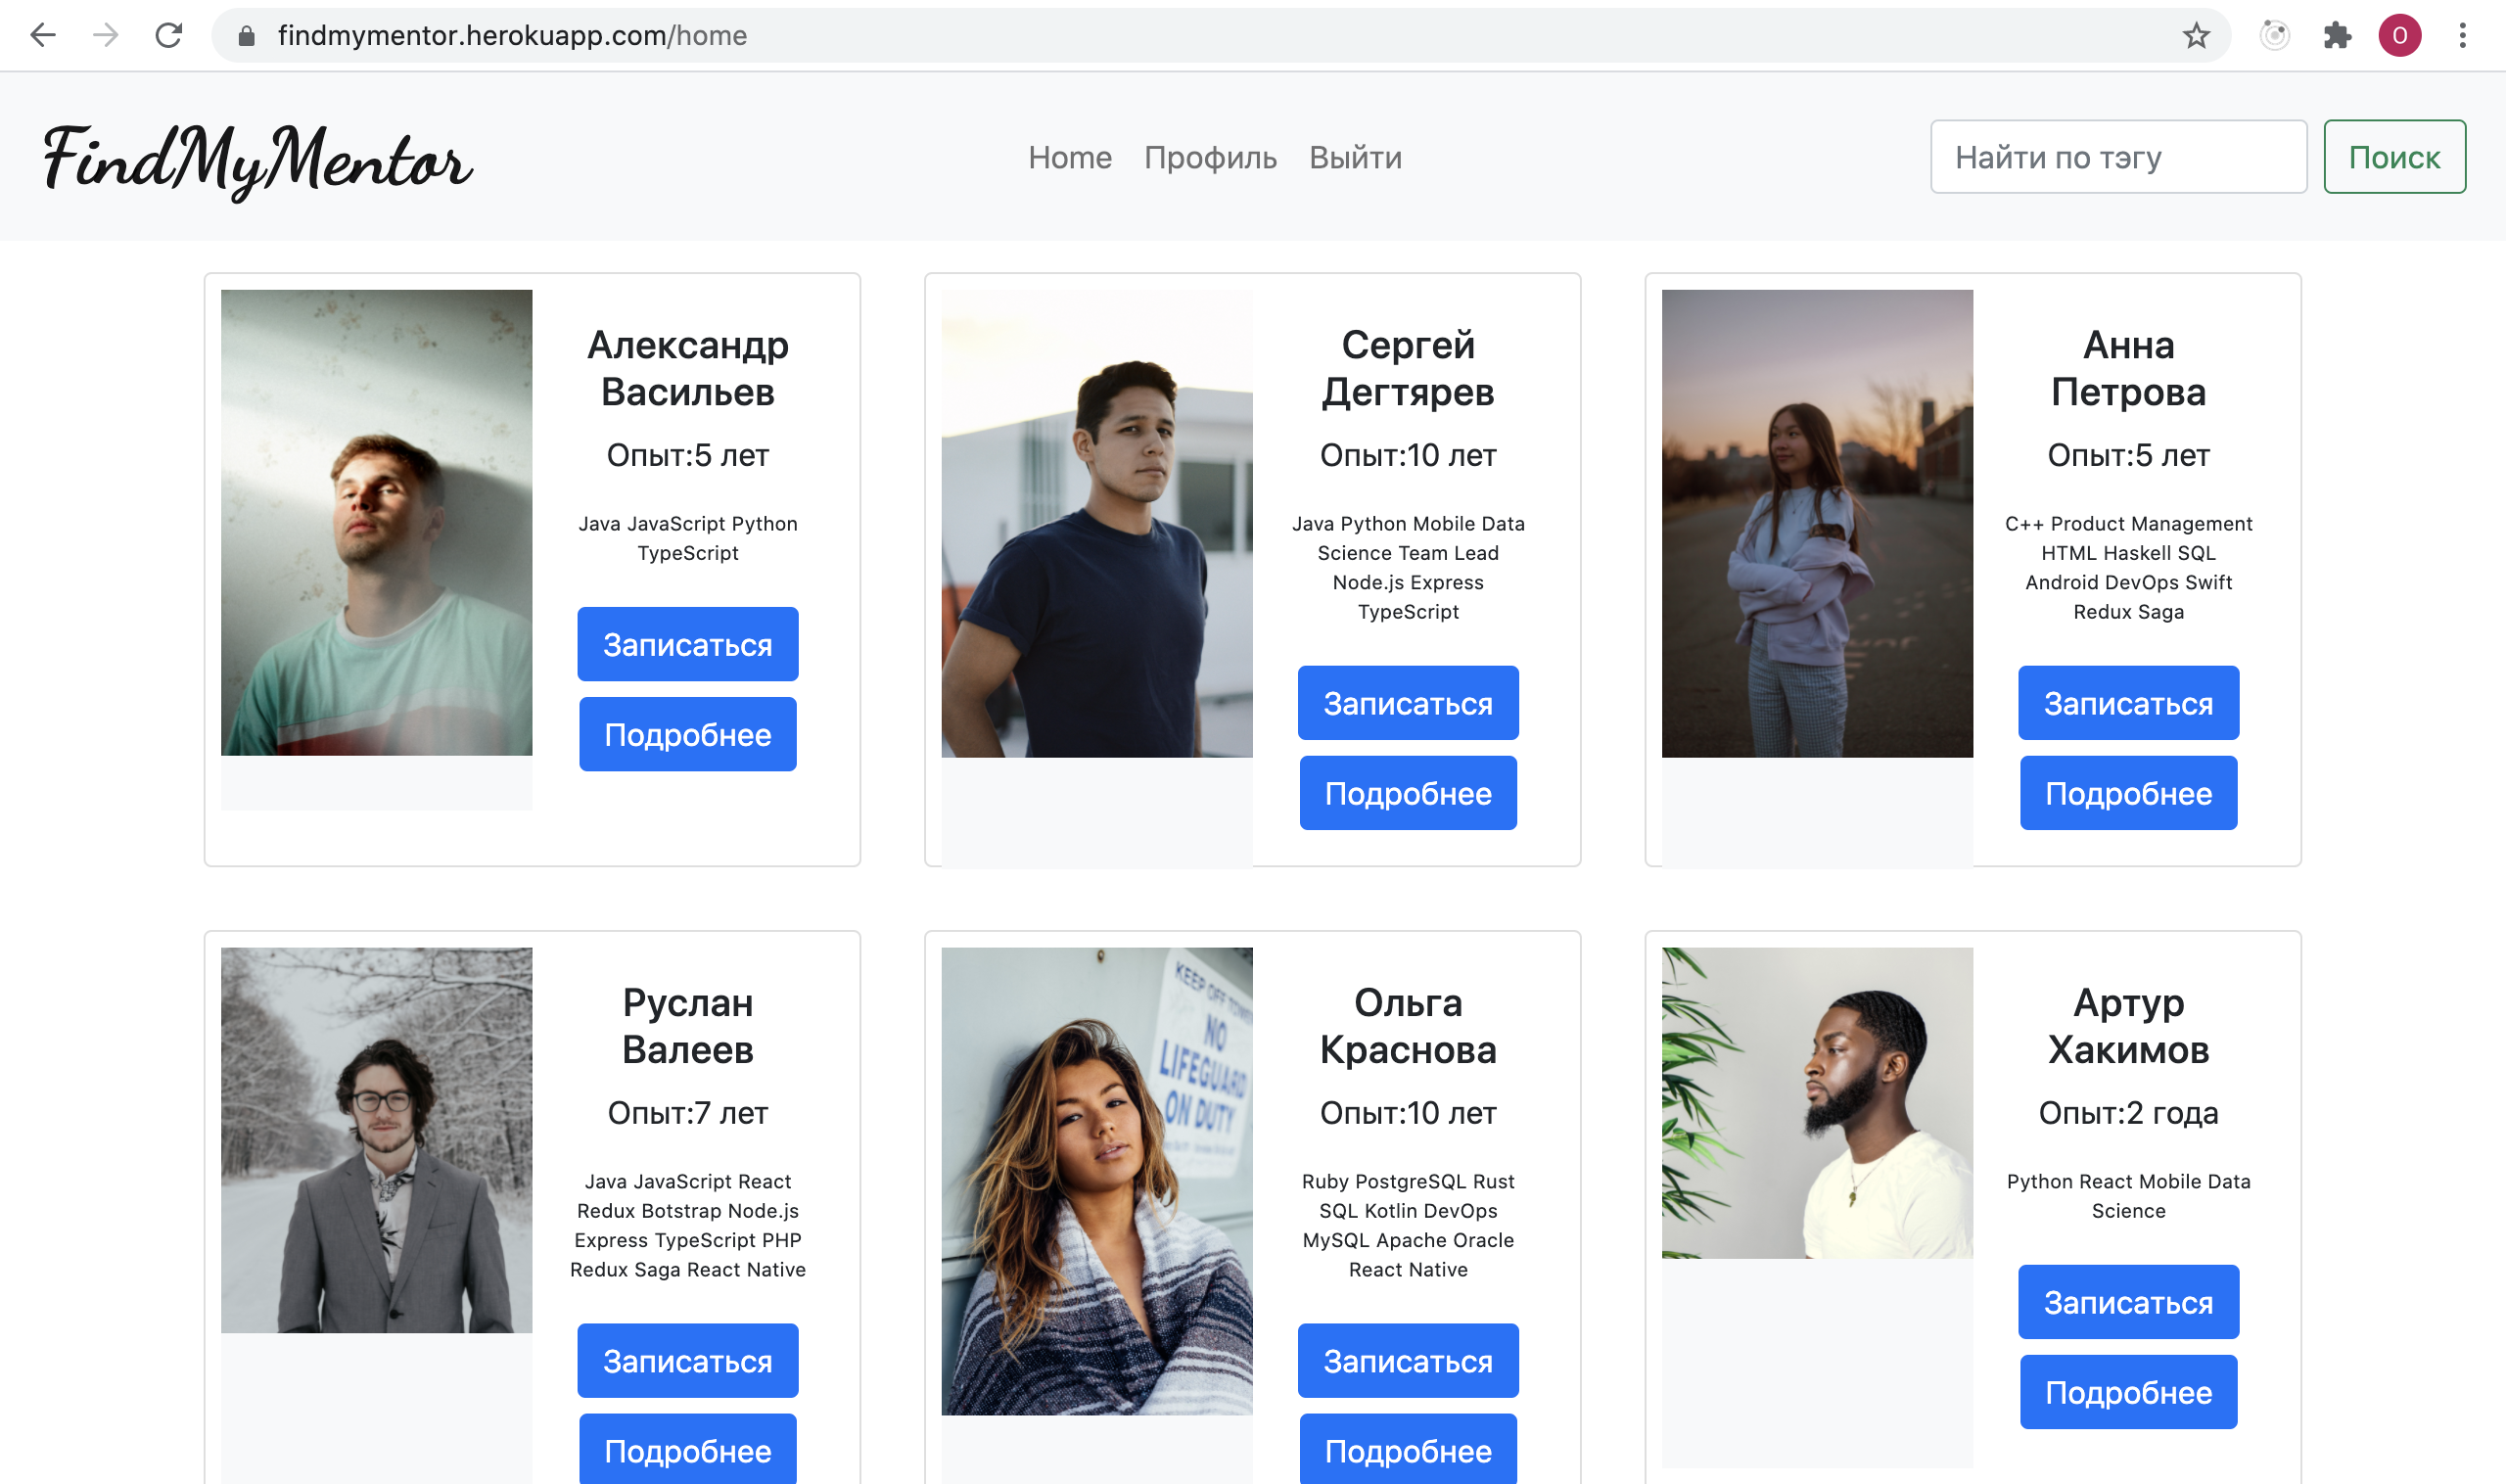 findmymentor.herokuapp.com/home
O
FindMyMentor
Home Профиль Выйти
Найти по тэгу
Поиск
Александр
Васильев
Опыт:5 лет
Java JavaScript Python
TypeScript
Записаться
Подробнее
Сергей
Дегтярев
Опыт:10 лет
Java Python Mobile Data
Science Team Lead
Node.js Express
TypeScript
Записаться
Подробнее
Анна
Петрова
Опыт:5 лет
C++ Product Management
HTML Haskell SQL
Android DevOps Swift
Redux Saga
Записаться
Подробнее
Руслан
Валеев
Опыт:7 лет
Java JavaScript React
Redux Botstrap Node.js
Express TypeScript PHP
Redux Saga React Native
Записаться
Подробнее
KEEP OFF
NO
LIFEGUARD
ON DUTY
Ольга
Краснова
Опыт:10 лет
Ruby PostgreSQL Rust
SQL Kotlin DevOps
MySQL Apache Oracle
React Native
Записаться
Подробнее
Артур
Хакимов
Опыт:2 года
Python React Mobile Data
Science
Записаться
Подробнее